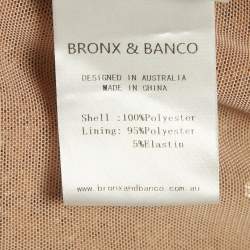 BRONX & BANCO
DESIGNED IN AUSTRALIA
MADE IN CHINA
Shell :100%Polyester
Lining: 95%Polyester
5%Elastin
www.bronxandbanco.com.au